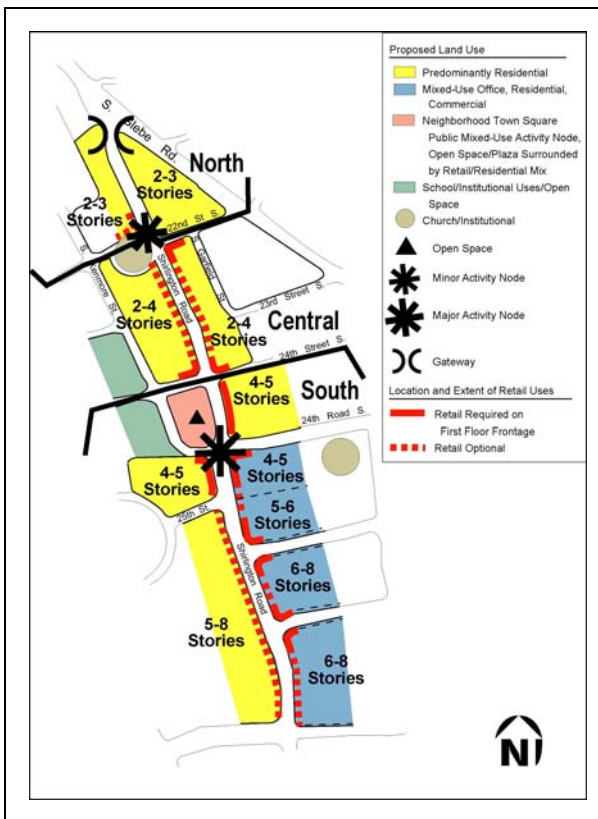 Proposed Land Use
Predominantly Residential
Mixed-Use Office, Residential,
Commercial
Neighborhood Town Square
Public Mixed-Use Activity Node,
Open Space/Plaza Surrounded
by Retail/Residential Mix
School/Institutional Uses/Open
Space
Church/Institutional
Open Space
Minor Activity Node
Major Activity Node
Gateway
Location and Extent of Retail Uses
Retail Required on
First Floor Frontage
Retail Optional
S. Glebe Rd.
North
2-3
Stories
2-3
Stories
22nd St S.
S. Kenmore St.
Shirlington
Road
S. Garfield St.
23rd Street S.
2-4
Stories
2-4
Stories
Central
24th Street S.
South
4-5
Stories
24th Road S.
4-5
Stories
4-5
Stories
25th St.
5-6
Stories
Shirlington
Road
6-8
Stories
5-8
Stories
6-8
Stories
N